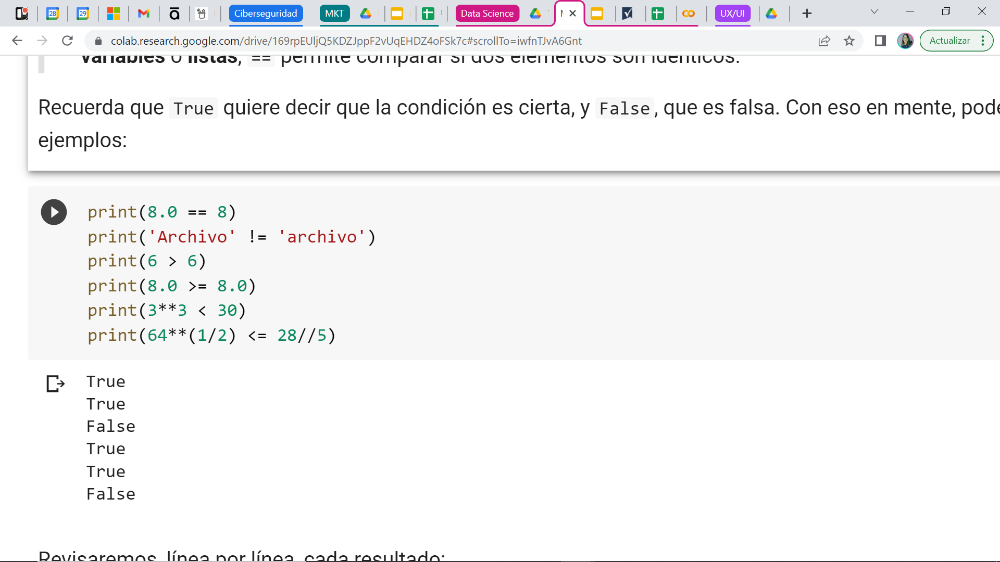 28
29
Ciberseguridad
MKT
Data Science
UX/UI
colab.research.google.com/drive/169rpEUljQ5KDZJppF2vUqEHDZ4oFSk7c#scrollTo=iwfnTJvA6Gnt
Actualizar
variables o listas, == permite comparar si dos elementos son idénticos.
Recuerda que True quiere decir que la condición es cierta, y False, que es falsa. Con eso en mente, pode
ejemplos:
print(8.0 == 8)
print('Archivo' != 'archivo')
print(6 > 6)
print(8.0 >= 8.0)
print(3**3 < 30)
print(64**(1/2) <= 28//5)
True
True
False
True
True
False
Revisaremos, línea por línea, cada resultado: